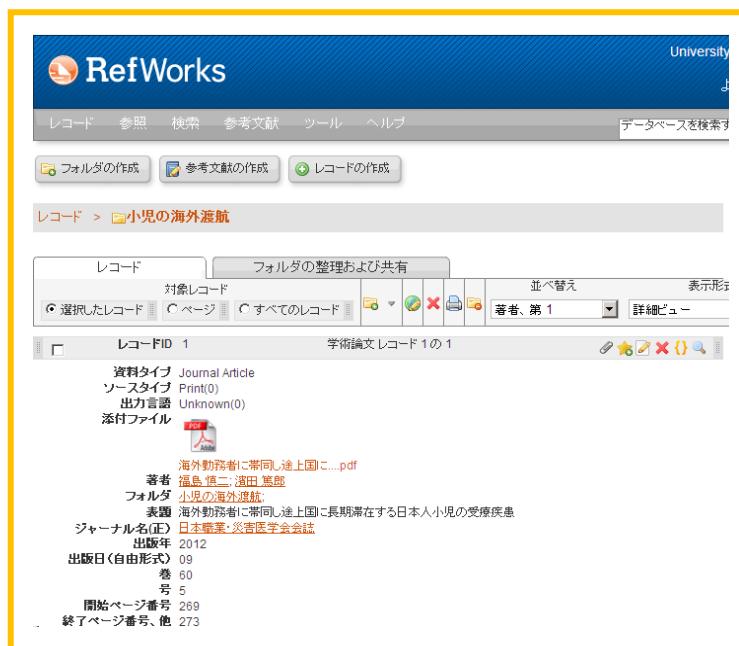 University
RefWorks
よ
レコード 参照 検索 参考文献 ツール ヘルプ
データベースを検索す
フォルダの作成 参考文献の作成 レコードの作成
レコード > 小児の海外渡航
レコード フォルダの整理および共有
対象レコード 並べ替え 表示形式
選択したレコード ページ すべてのレコード 著者、第 1 詳細ビュー
レコードID 1 学術論文 レコード 1 の 1
資料タイプ Journal Article
ソースタイプ Print(0)
出力言語 Unknown(0)
添付ファイル
PDF
Adobe
海外勤務者に帯同し途上国に....pdf
著者 福島 慎二; 濱田 篤郎
フォルダ 小児の海外渡航;
表題 海外勤務者に帯同し途上国に長期滞在する日本人小児の受療疾患
ジャーナル名(正) 日本職業・災害医学会会誌
出版年 2012
出版日(自由形式) 09
巻 60
号 5
開始ページ番号 269
終了ページ番号、他 273